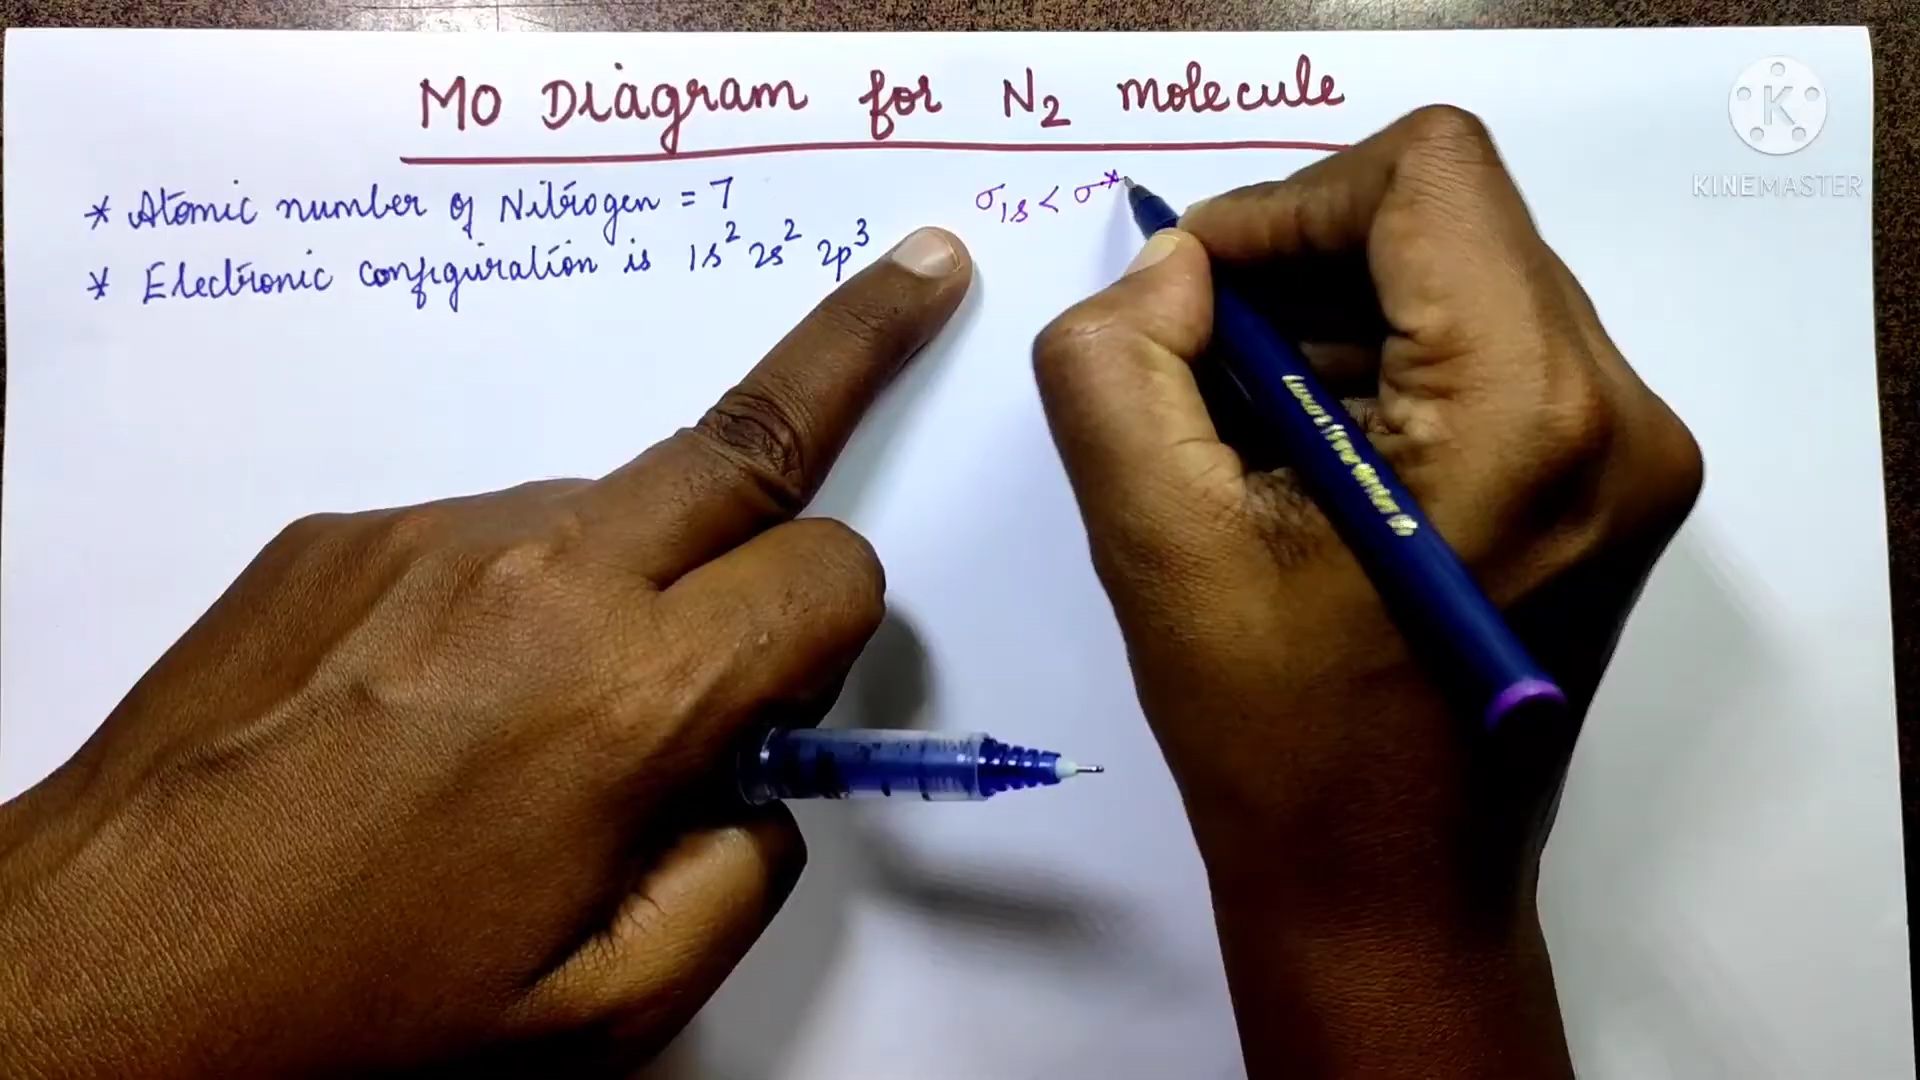 MO Diagram for N₂ molecule
* Atomic number of Nitrogen = 7
* Electronic configuration is 1s² 2s² 2p³
σ₁s < σ*
K
KINEMASTER